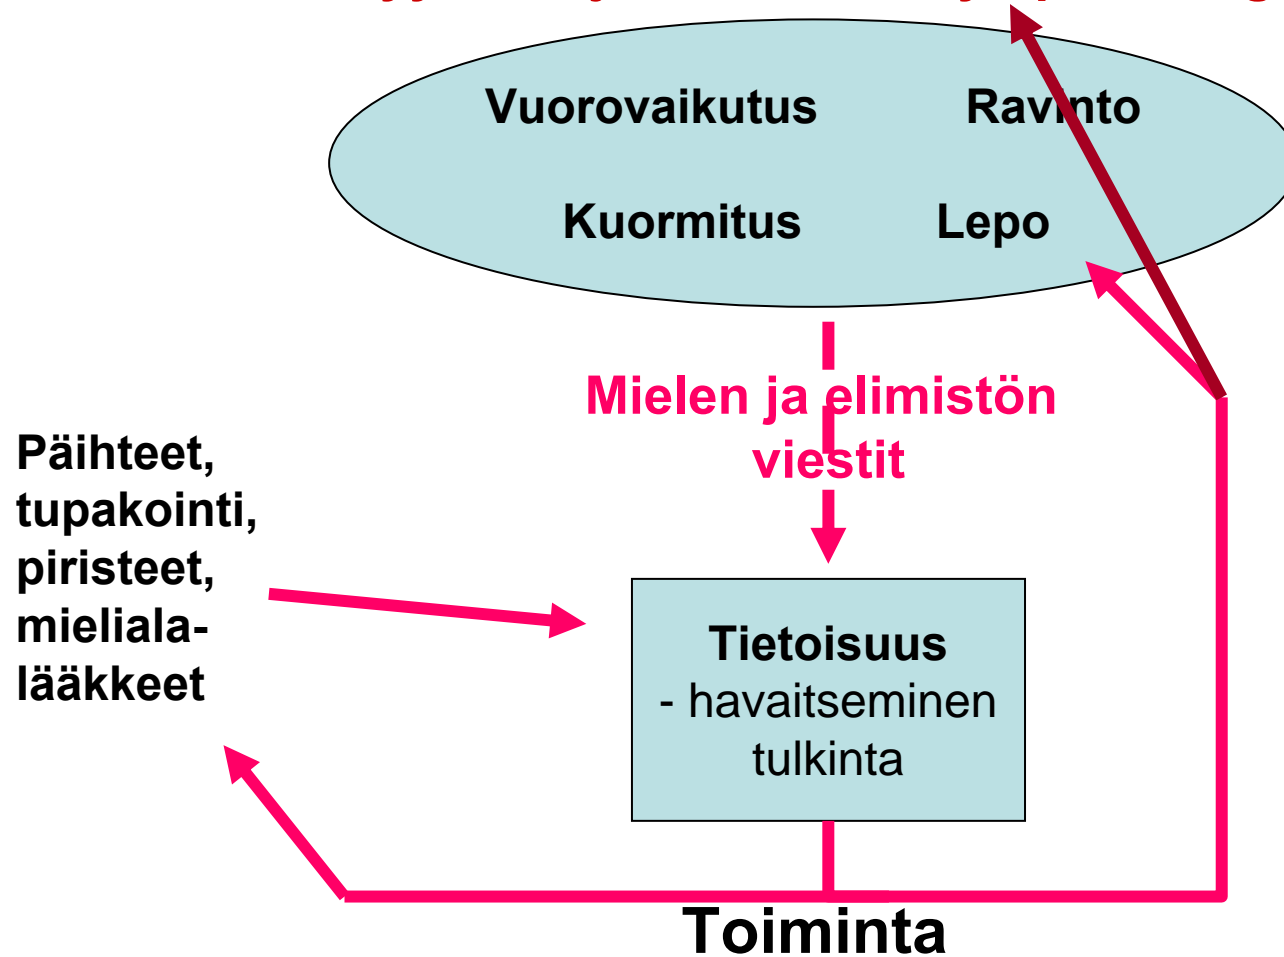 Vuorovaikutus Ravinto
Kuormitus Lepo
Mielen ja elimistön
viestit
Päihteet,
tupakointi,
piristeet,
mieliala-
lääkkeet
Tietoisuus
- havaitseminen
tulkinta
Toiminta